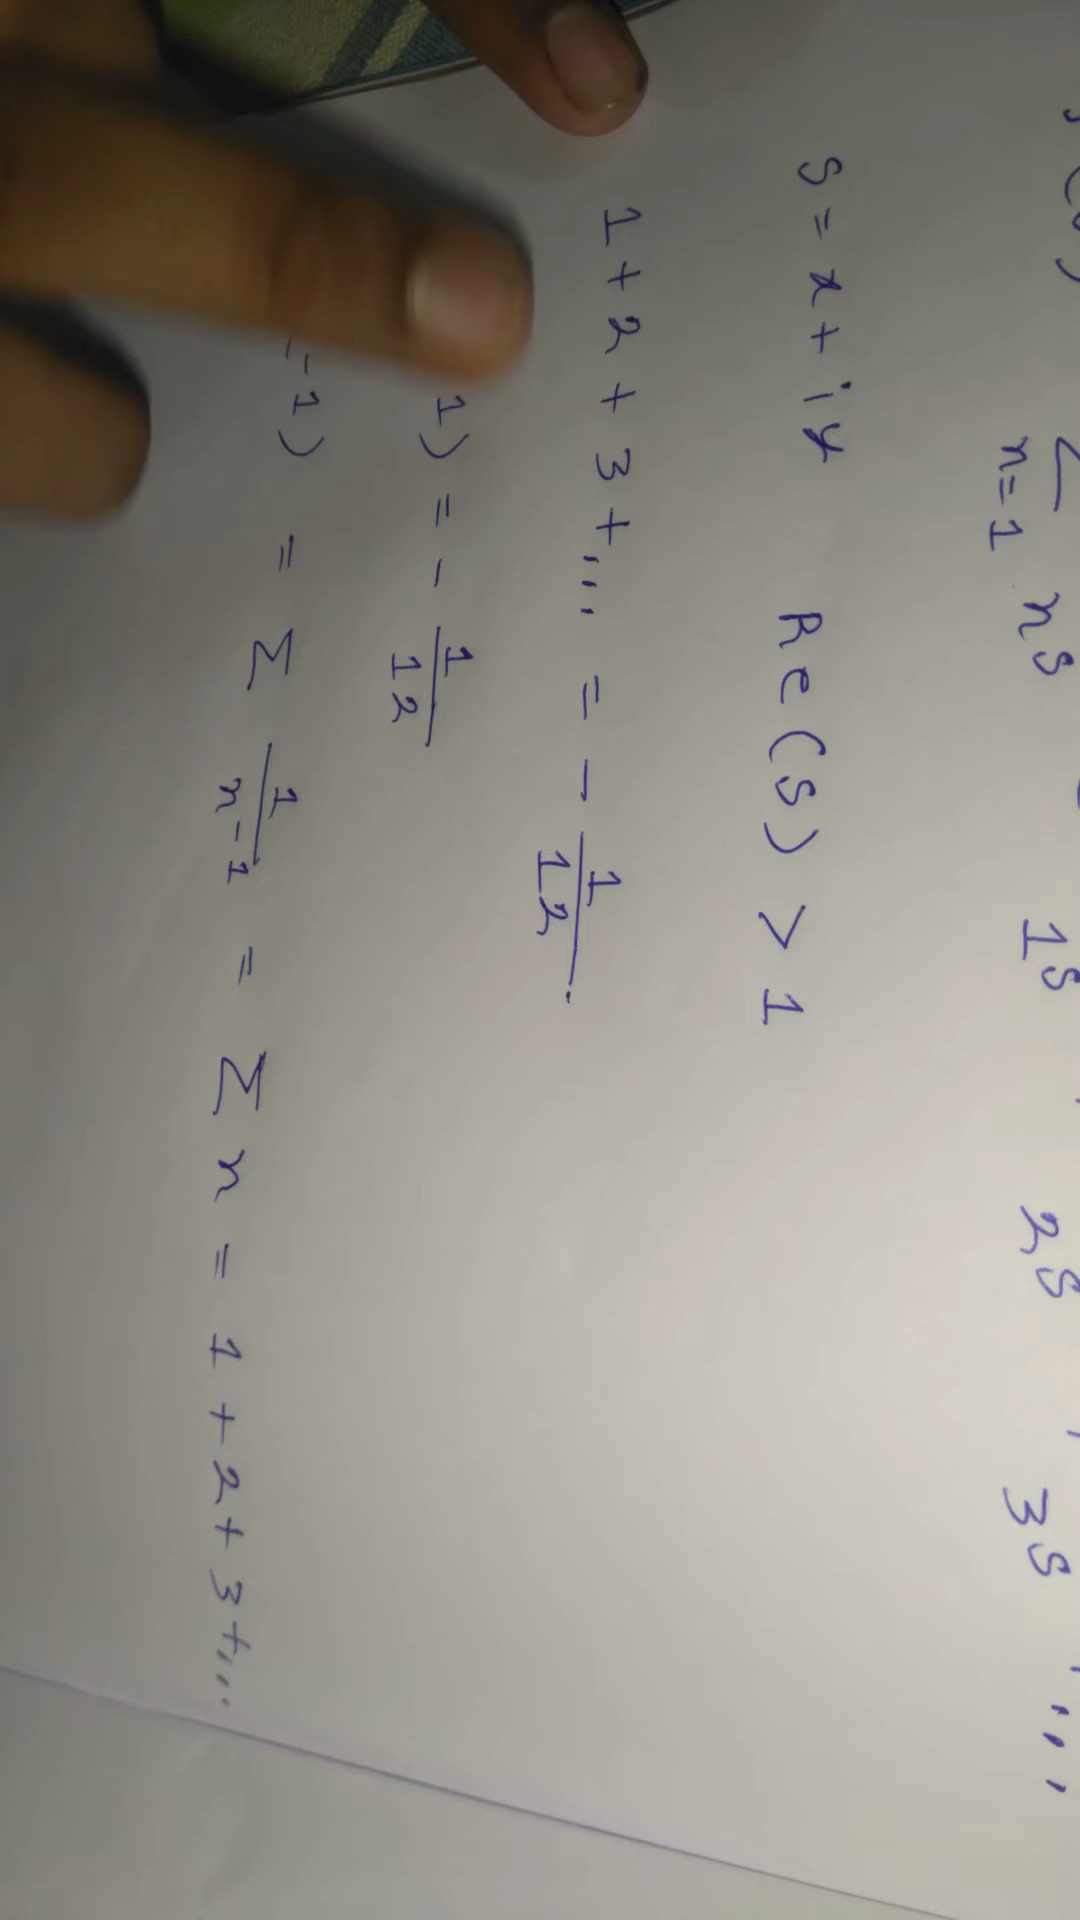 (s) Σ n=1 n^s 1^s 2^s 3^s ...
s = x + iy Re(s) > 1
1 + 2 + 3 + ... = - 1/12.
1) = - 1/12
-1) = Σ 1/n^-1 = Σ n = 1 + 2 + 3 + ...